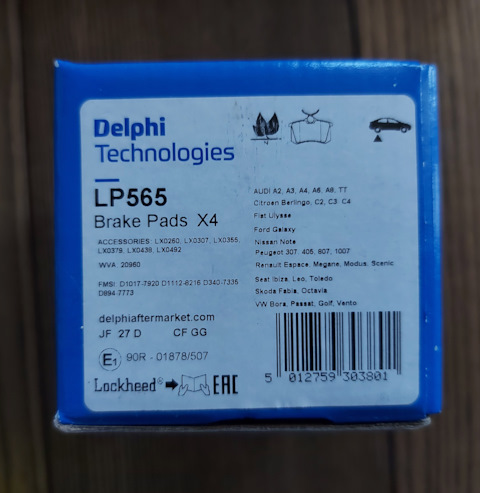 Delphi
Technologies
LP565
Brake Pads X4
ACCESSORIES: LX0260, LX0307, LX0355,
LX0379, LX0438, LX0492
WVA: 20960
FMSI: D1017-7920 D1112-8216 D340-7335
D894-7773
delphiaftermarket.com
JF 27 D CF GG
E1 90R - 01878/507
Lockheed® EAC
AUDI A2, A3, A4, A6, A8, TT
Citroen Berlingo, C2, C3 C4
Fiat Ulysse
Ford Galaxy
Nissan Note
Peugeot 307 405, 807, 1007
Renault Espace, Megane, Modus, Scenic
Seat Ibiza, Leo, Toledo
Skoda Fabia, Octavia
VW Bora, Passat, Golf, Vento
5 012759 303801